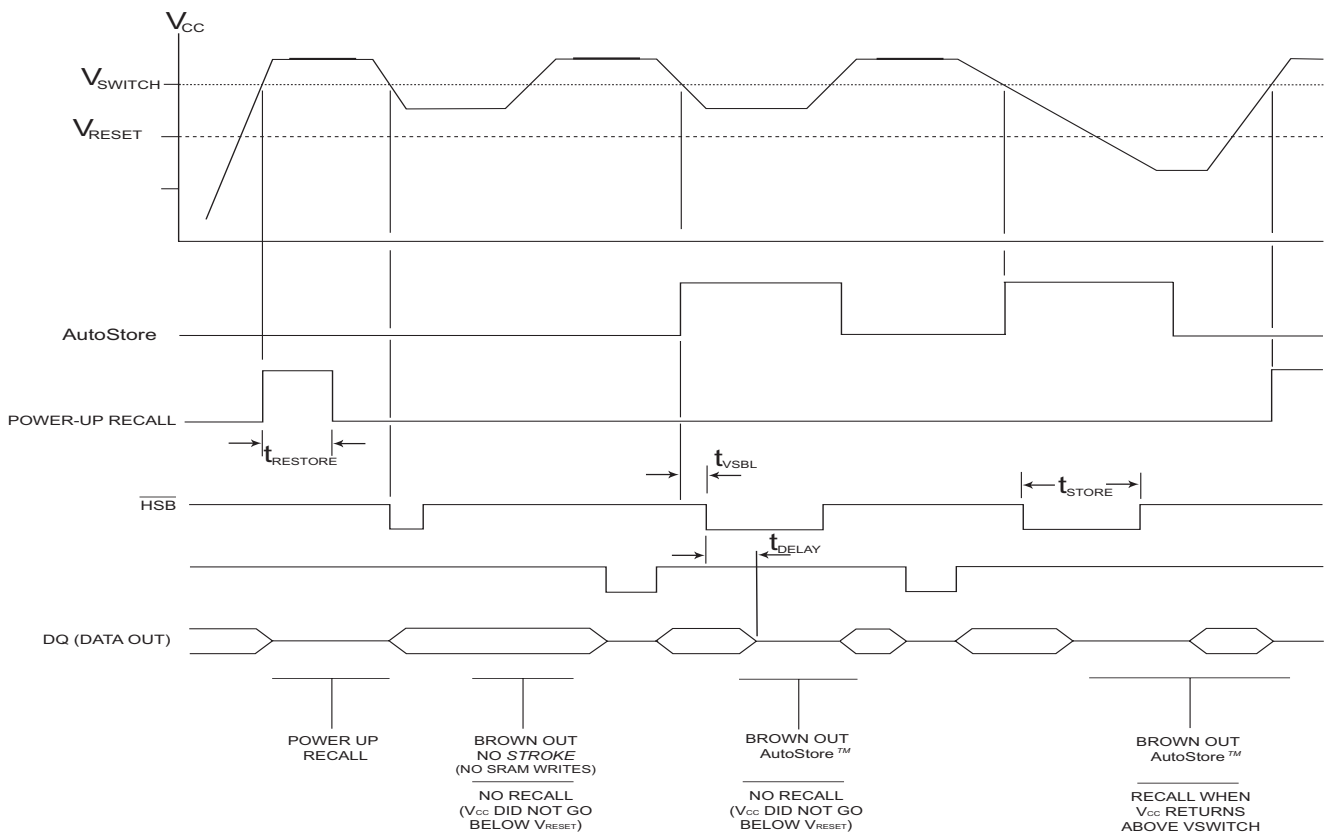 VCC
VSWITCH
VRESET
AutoStore
POWER-UP RECALL
tRESTORE
tVSBL
HSB
tSTORE
tDELAY
DQ (DATA OUT)
POWER UP
RECALL
BROWN OUT
NO STROKE
(NO SRAM WRITES)
NO RECALL
(VCC DID NOT GO
BELOW VRESET)
BROWN OUT
AutoStore™
NO RECALL
(VCC DID NOT GO
BELOW VRESET)
BROWN OUT
AutoStore™
RECALL WHEN
VCC RETURNS
ABOVE VSWITCH